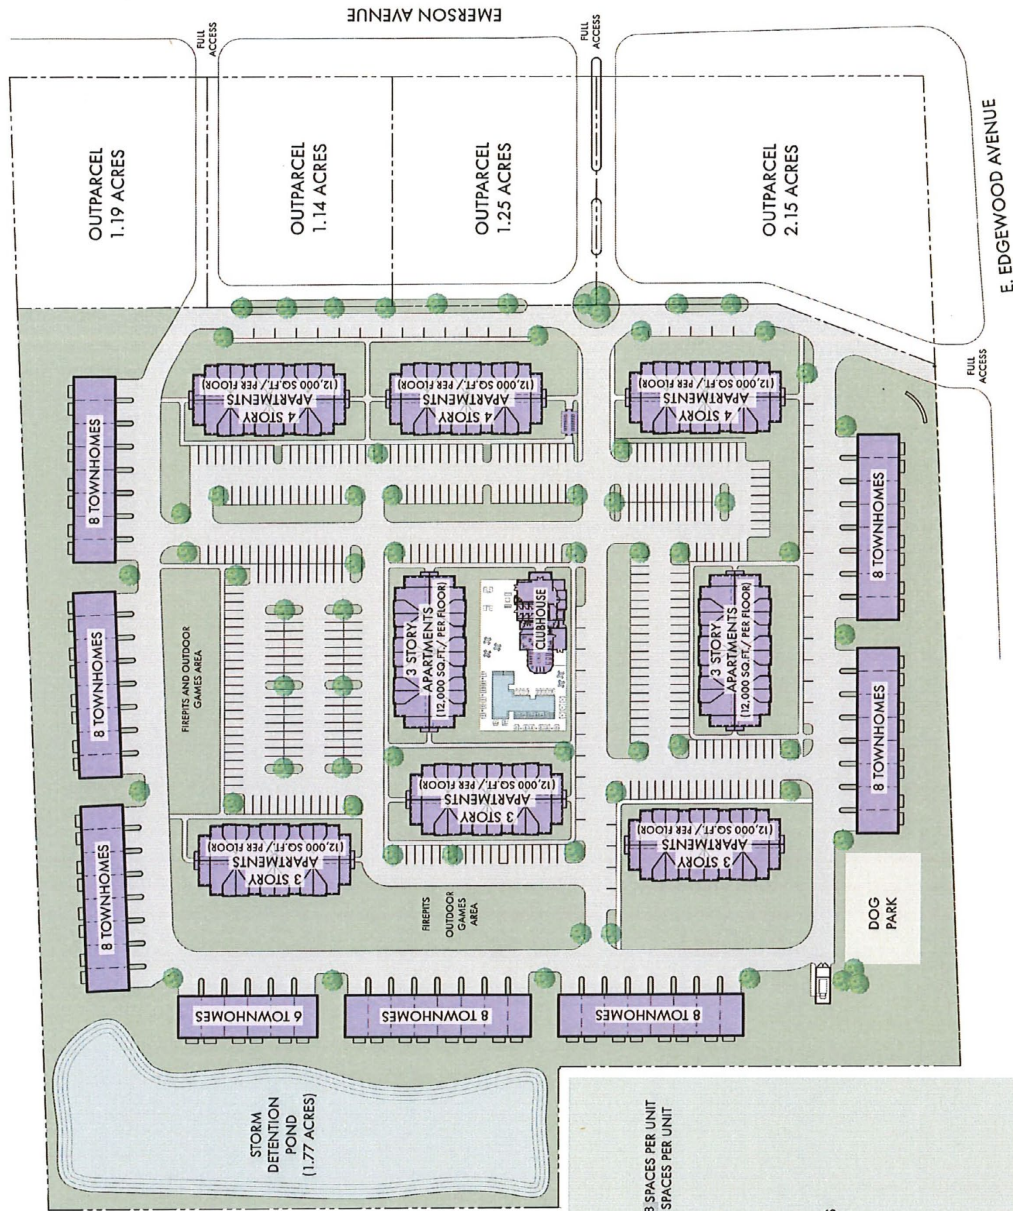 EMERSON AVENUE
FULL
ACCESS
FULL
ACCESS
OUTPARCEL
1.19 ACRES
OUTPARCEL
1.14 ACRES
OUTPARCEL
1.25 ACRES
OUTPARCEL
2.15 ACRES
E. EDGEWOOD AVENUE
FULL
ACCESS
8 TOWNHOMES
4 STORY
APARTMENTS
(12,000 SQ.FT./ PER FLOOR)
4 STORY
APARTMENTS
(12,000 SQ.FT./ PER FLOOR)
4 STORY
APARTMENTS
(12,000 SQ.FT./ PER FLOOR)
8 TOWNHOMES
8 TOWNHOMES
FIREPITS AND OUTDOOR
GAMES AREA
3 STORY
APARTMENTS
(12,000 SQ.FT./ PER FLOOR)
CLUBHOUSE
3 STORY
APARTMENTS
(12,000 SQ.FT./ PER FLOOR)
8 TOWNHOMES
8 TOWNHOMES
3 STORY
APARTMENTS
(12,000 SQ.FT./ PER FLOOR)
3 STORY
APARTMENTS
(12,000 SQ.FT./ PER FLOOR)
3 STORY
APARTMENTS
(12,000 SQ.FT./ PER FLOOR)
FIREPITS
OUTDOOR
GAMES
AREA
DOG
PARK
6 TOWNHOMES
8 TOWNHOMES
8 TOWNHOMES
STORM
DETENTION
POND
(1.77 ACRES)
SPACES PER UNIT
SPACES PER UNIT